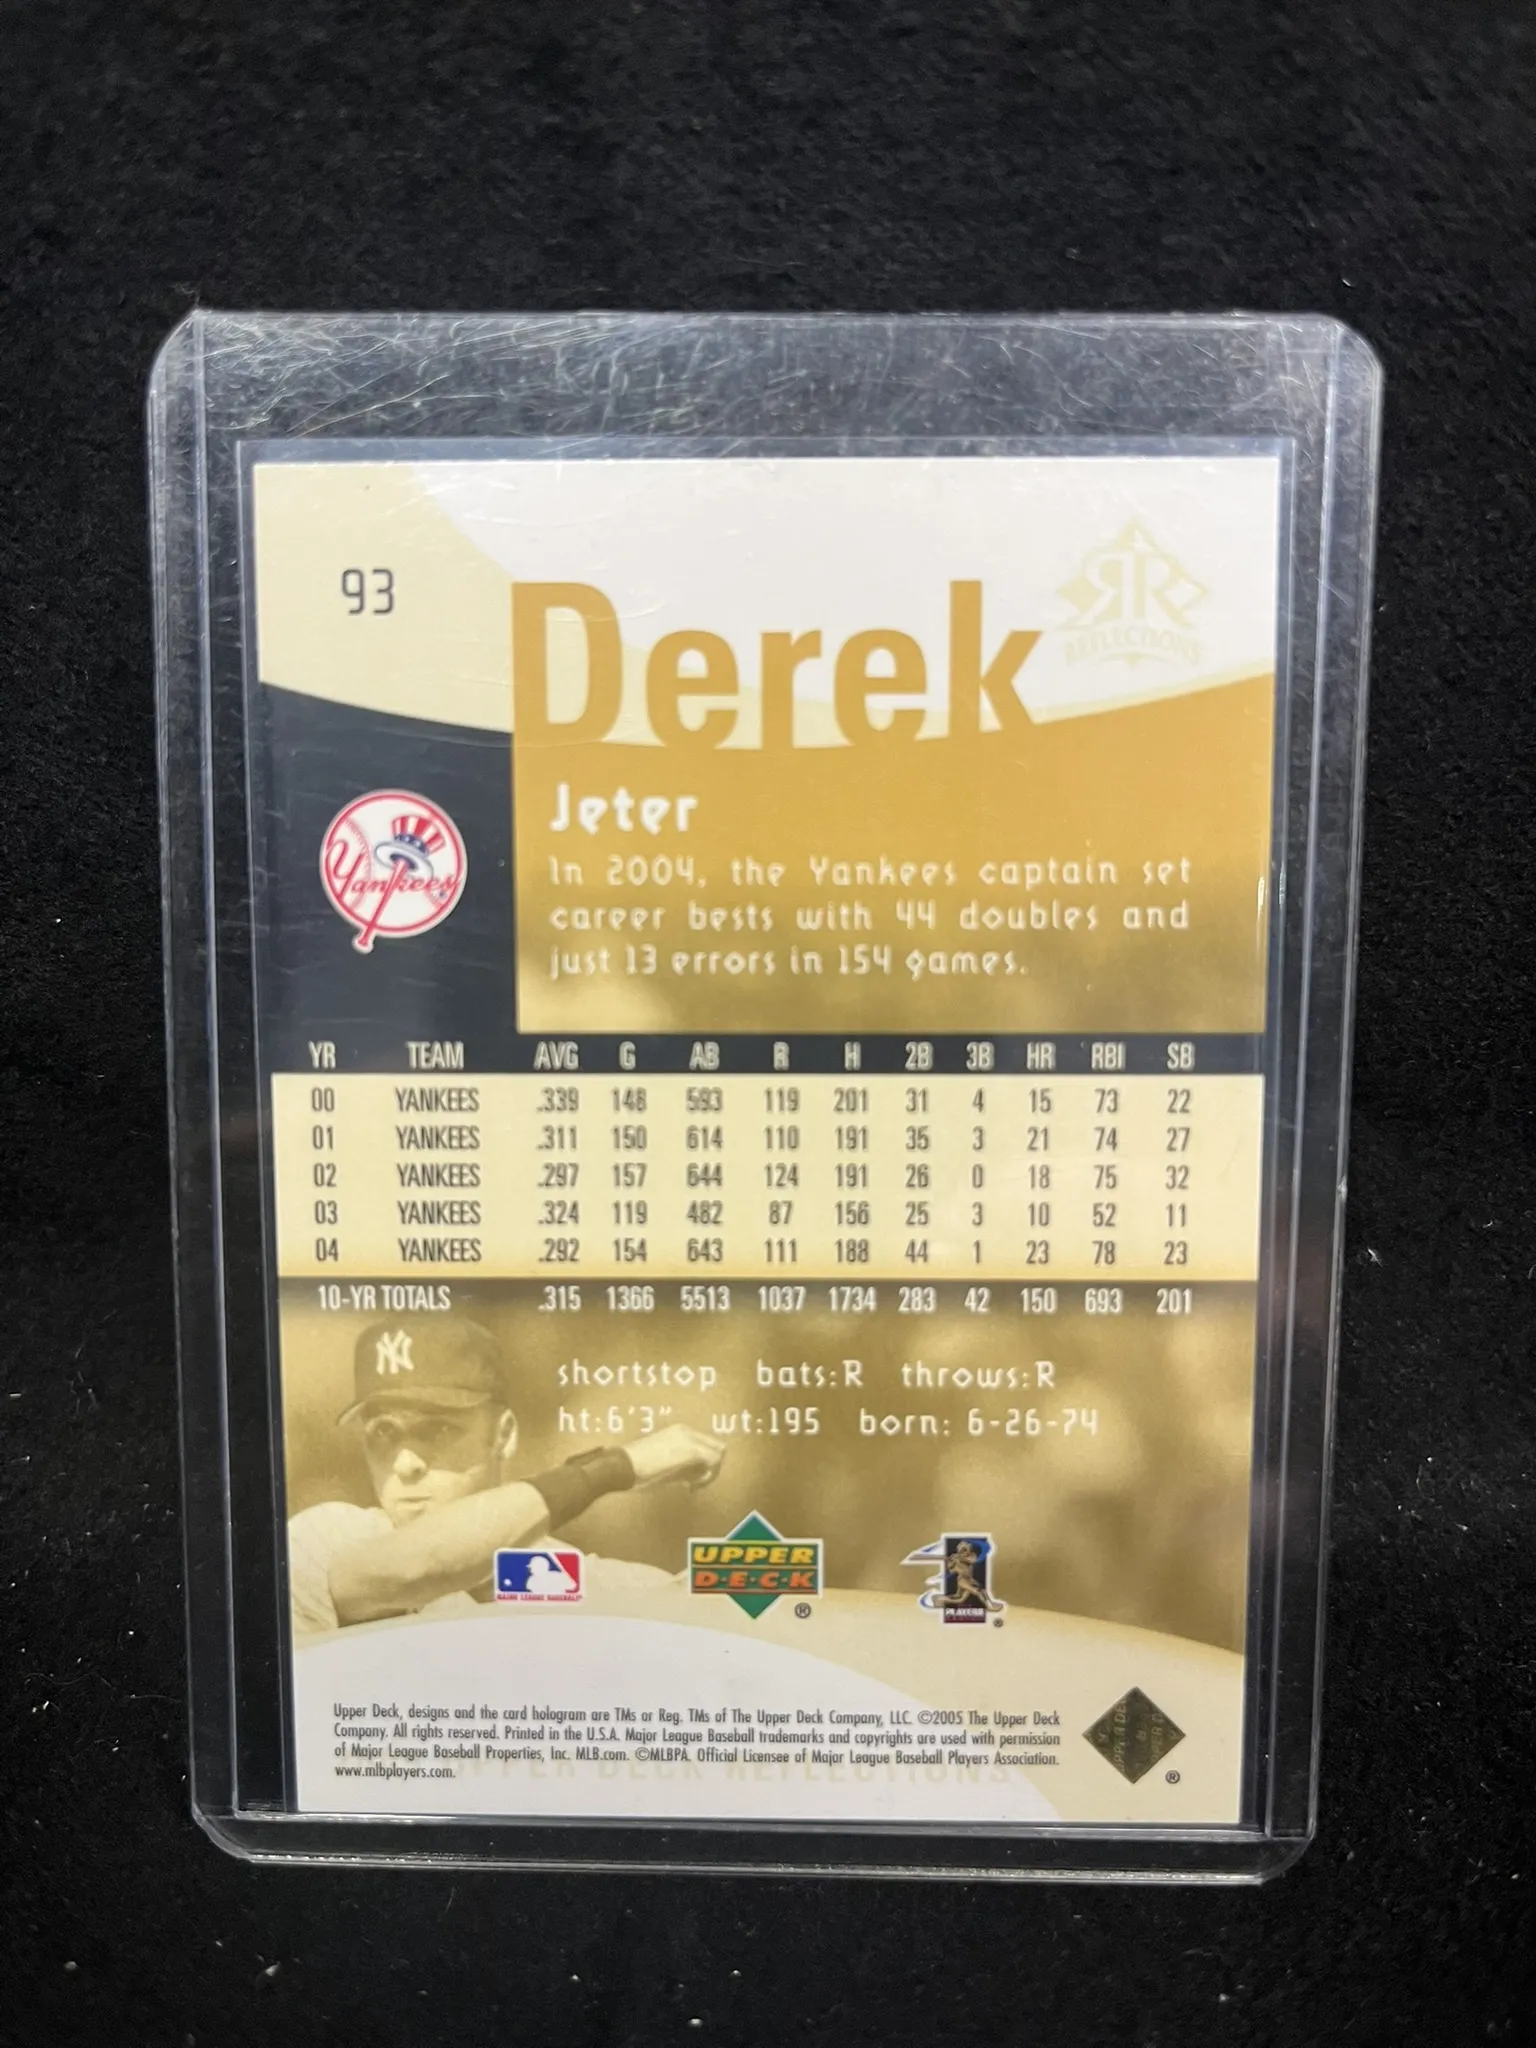 93
Derek
RR
REFLECTIONS
Jeter
Yankees
In 2004, the Yankees captain set
career bests with 44 doubles and
just 13 errors in 154 games.
YR TEAM AVG G AB R H 2B 3B HR RBI SB
00 YANKEES .339 148 593 119 201 31 4 15 73 22
01 YANKEES .311 150 614 110 191 35 3 21 74 27
02 YANKEES .297 157 644 124 191 26 0 18 75 32
03 YANKEES .324 119 482 87 156 25 3 10 52 11
04 YANKEES .292 154 643 111 188 44 1 23 78 23
10-YR TOTALS .315 1366 5513 1037 1734 283 42 150 693 201
NY
shortstop bats:R throws:R
ht:6'3" wt:195 born: 6-26-74
MAJOR LEAGUE BASEBALL
UPPER
D·E·C·K
®
PLAYERS
®
Upper Deck, designs and the card hologram are TMs or Reg. TMs of The Upper Deck Company, LLC. ©2005 The Upper Deck
Company. All rights reserved. Printed in the U.S.A. Major League Baseball trademarks and copyrights are used with permission
of Major League Baseball Properties, Inc. MLB.com. ©MLBPA. Official Licensee of Major League Baseball Players Association.
www.mlbplayers.com.
UPPER DECK REFLECTIONS
®